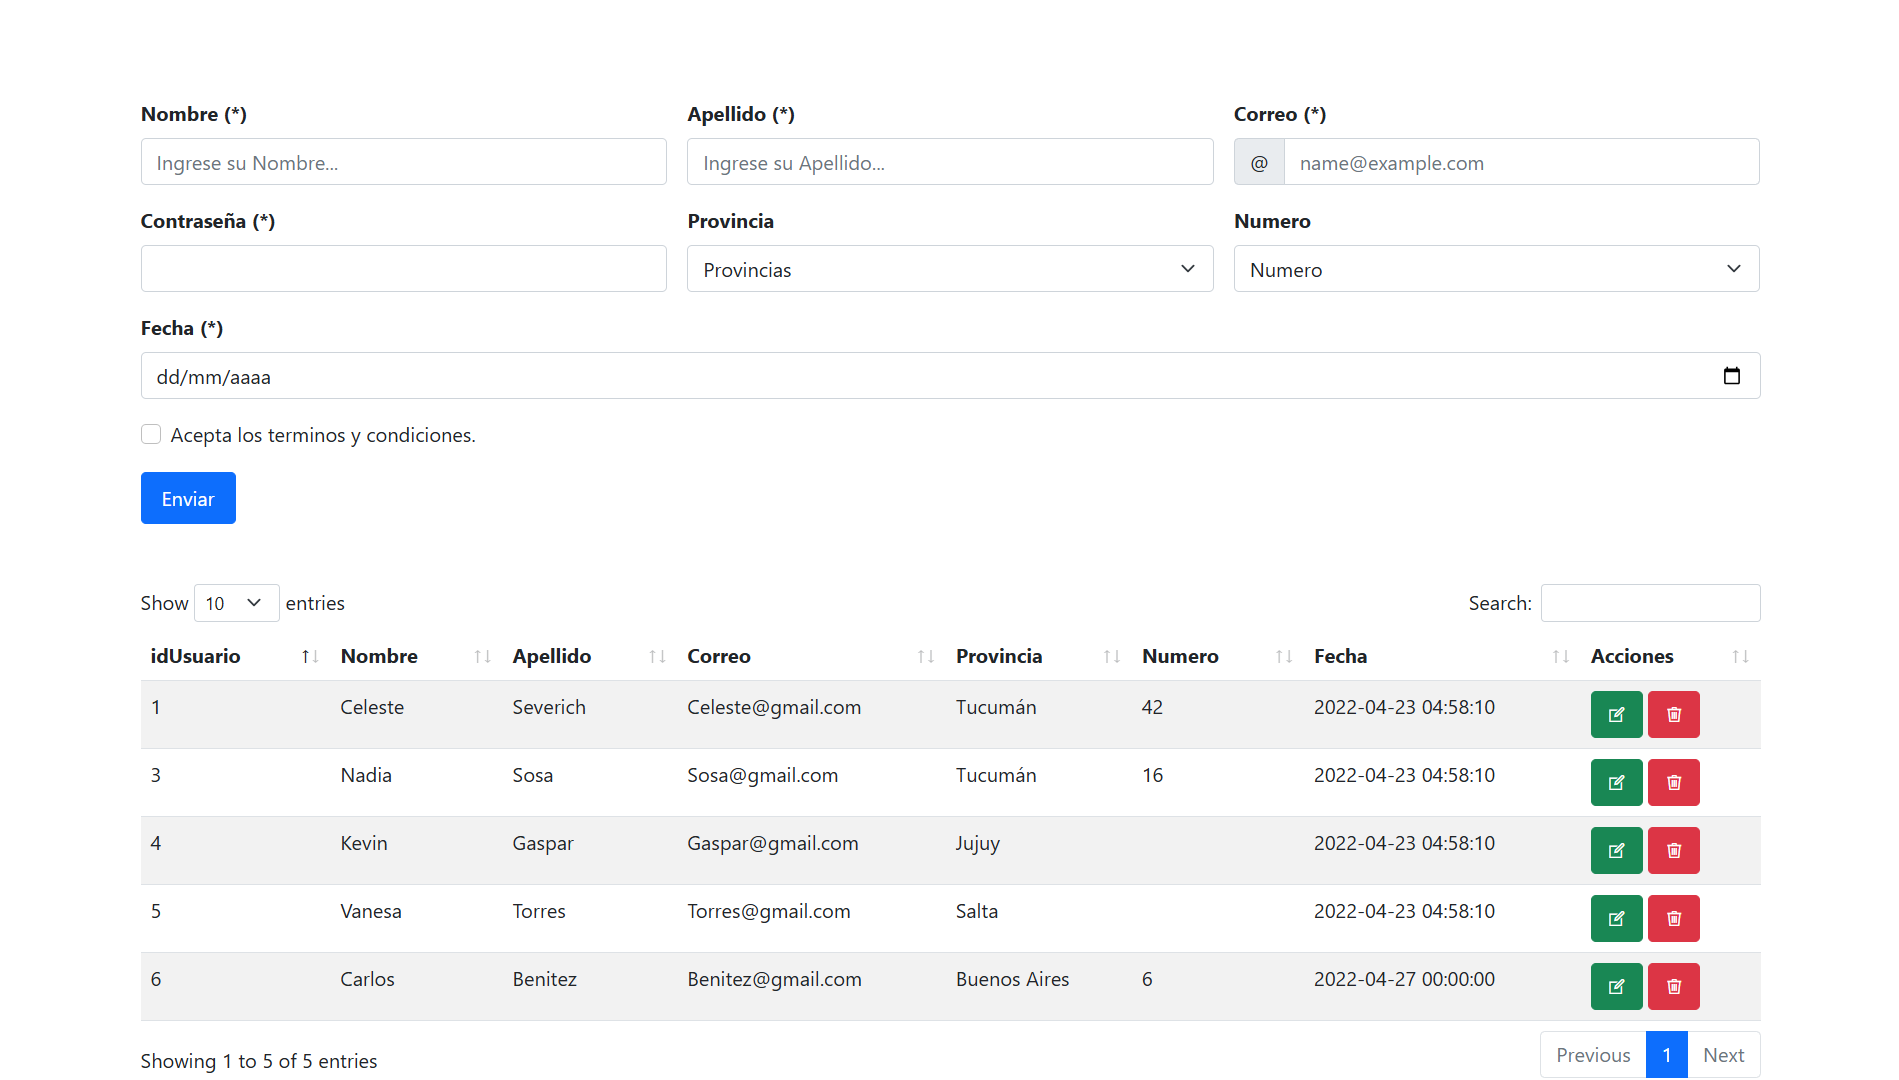 Nombre (*) Apellido (*) Correo (*)
Ingrese su Nombre... Ingrese su Apellido... @ name@example.com
Contraseña (*) Provincia Numero
Provincias Numero
Fecha (*)
dd/mm/aaaa
Acepta los terminos y condiciones.
Enviar
Show 10 entries Search:
idUsuario Nombre Apellido Correo Provincia Numero Fecha Acciones
1 Celeste Severich Celeste@gmail.com Tucumán 42 2022-04-23 04:58:10
3 Nadia Sosa Sosa@gmail.com Tucumán 16 2022-04-23 04:58:10
4 Kevin Gaspar Gaspar@gmail.com Jujuy 2022-04-23 04:58:10
5 Vanesa Torres Torres@gmail.com Salta 2022-04-23 04:58:10
6 Carlos Benitez Benitez@gmail.com Buenos Aires 6 2022-04-27 00:00:00
Showing 1 to 5 of 5 entries Previous 1 Next